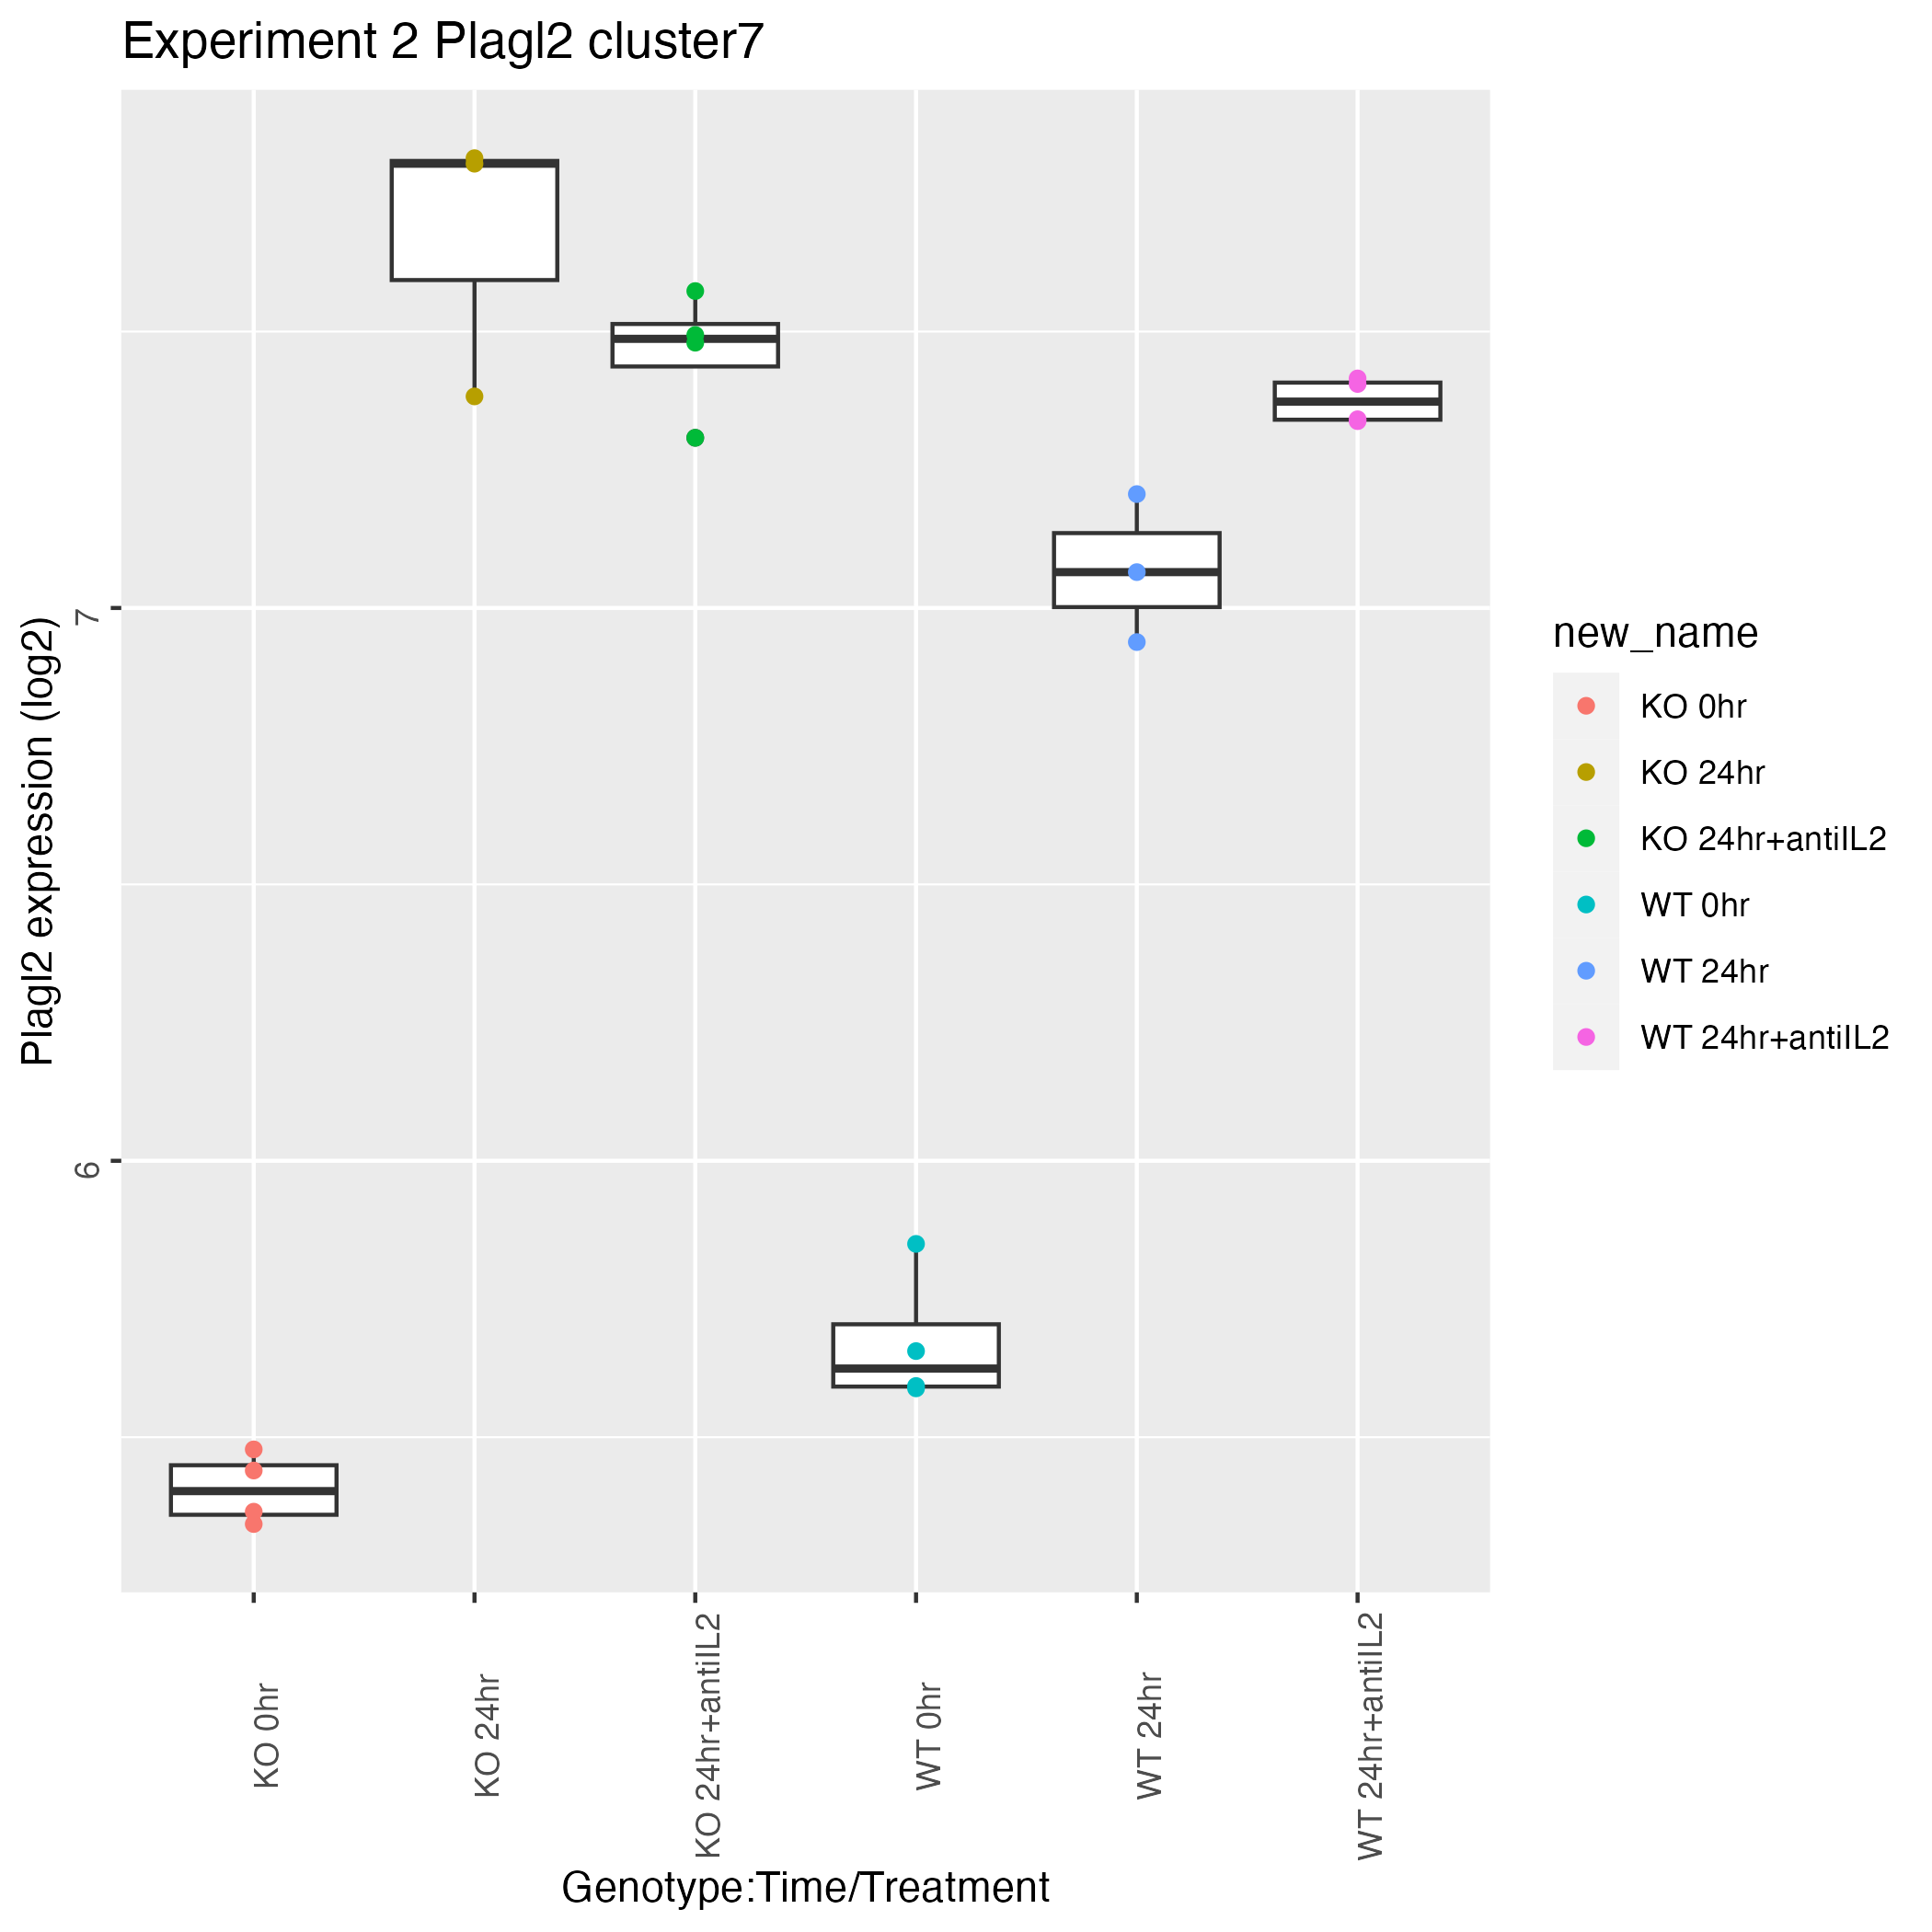 Experiment 2 Plagl2 cluster7
Plagl2 expression (log2)
7
6
KO 0hr
KO 24hr
KO 24hr+antiIL2
WT 0hr
WT 24hr
WT 24hr+antiIL2
Genotype:Time/Treatment
new_name
KO 0hr
KO 24hr
KO 24hr+antiIL2
WT 0hr
WT 24hr
WT 24hr+antiIL2